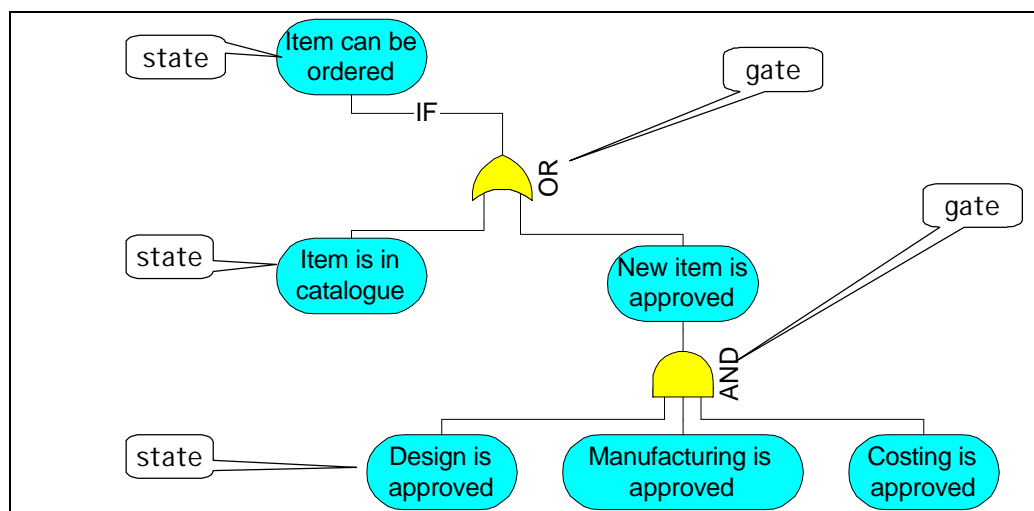 state
Item can be
ordered
gate
IF
OR
gate
state
Item is in
catalogue
New item is
approved
AND
state
Design is
approved
Manufacturing is
approved
Costing is
approved